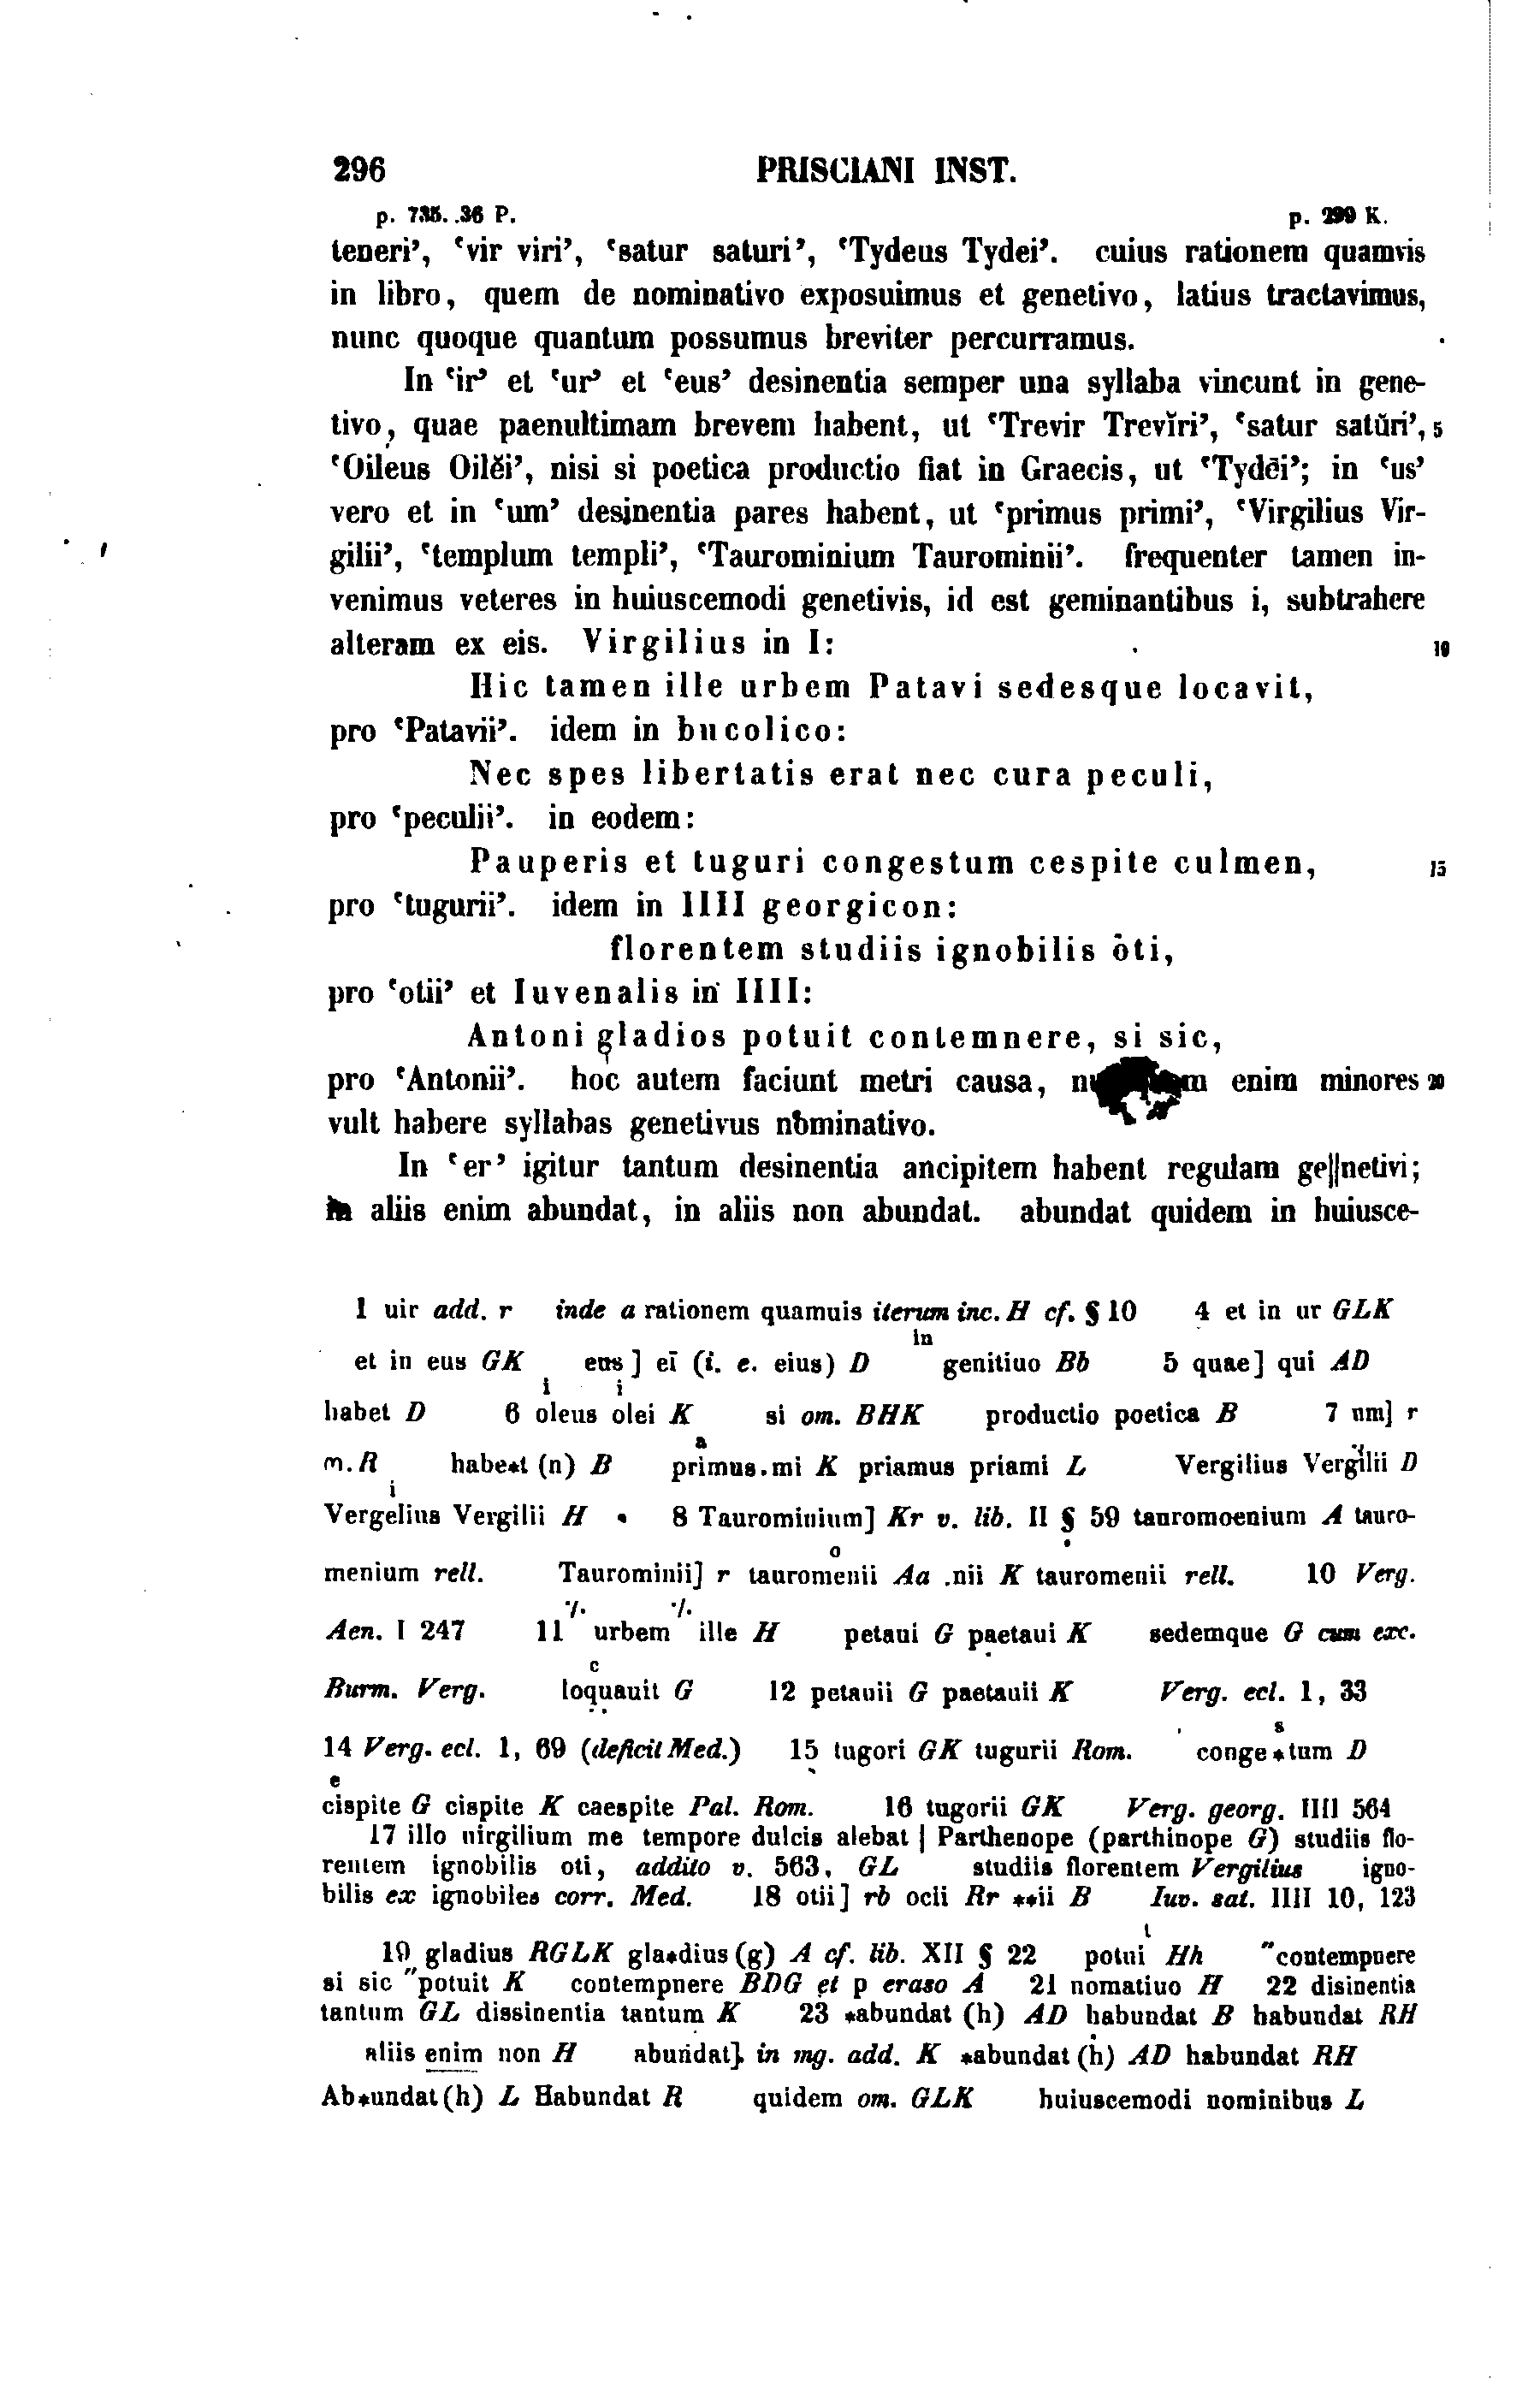 296 PRISCIANI INST.
p. 735. .36 P. p. 299 K.
teneri’, ‘vir viri’, ‘satur saturi’, ‘Tydeus Tydei’. cuius rationem quamvis
in libro, quem de nominativo exposuimus et genetivo, latius tractavimus,
nunc quoque quantum possumus breviter percurramus.
In ‘ir’ et ‘ur’ et ‘eus’ desinentia semper una syllaba vincunt in gene-
tivo, quae paenultimam brevem habent, ut ‘Trevir Trevĭri’, ‘satur satŭri’, 5
‘Oileus Oilĕi’, nisi si poetica productio fiat in Graecis, ut ‘Tydēi’; in ‘us’
vero et in ‘um’ desinentia pares habent, ut ‘primus primi’, ‘Virgilius Vir-
gilii’, ‘templum templi’, ‘Taurominium Taurominii’. frequenter tamen in-
venimus veteres in huiuscemodi genetivis, id est geminantibus i, subtrahere
alteram ex eis. Virgilius in I: 10
Hic tamen ille urbem Patavi sedesque locavit,
pro ‘Patavii’. idem in bucolico:
Nec spes libertatis erat nec cura peculi,
pro ‘peculii’. in eodem:
Pauperis et tuguri congestum cespite culmen, 15
pro ‘tugurii’. idem in IIII georgicon:
florentem studiis ignobilis ōti,
pro ‘otii’ et Iuvenalis in IIII:
Antoni gladios potuit contemnere, si sic,
pro ‘Antonii’. hoc autem faciunt metri causa, enim minores 20
vult habere syllabas genetivus nominativo.
In ‘er’ igitur tantum desinentia ancipitem habent regulam ge||netivi;
in aliis enim abundat, in aliis non abundat. abundat quidem in huiusce-
1 uir add. r inde a rationem quamuis iterum inc. H cf. § 10 4 et in ur GLK
in
et in eus GK eus] eī (i. e. eius) D genitiuo Bb 5 quae] qui AD
i i
habet D 6 oleus olei K si om. BHK productio poetica B 7 um] r
a
m. R habe*t (n) B primus.mi K priamus priami L Vergilius Vergilii D
i
Vergelius Vergilii H 8 Taurominium] Kr v. lib. II § 59 tauromoenium A tauro-
o
menium rell. Taurominii] r tauromenii Aa .nii K tauromenii rell. 10 Verg.
·/. ·/.
Aen. I 247 11 urbem ille H petaui G paetaui K sedemque G cum exc.
c
Burm. Verg. loquauit G 12 petauii G paetauii K Verg. ecl. 1, 33
s
14 Verg. ecl. 1, 69 (deficit Med.) 15 tugori GK tugurii Rom. conge*tum D
e
cispite G cispite K caespite Pal. Rom. 16 tugorii GK Verg. georg. IIII 564
17 illo uirgilium me tempore dulcis alebat | Parthenope (parthinope G) studiis flo-
rentem ignobilis oti, addito v. 563, GL studiis florentem Vergilius igno-
bilis ex ignobiles corr. Med. 18 otii] rb ocii Rr **ii B Iuv. sat. IIII 10, 123
t
19 gladius RGLK gla*dius (g) A cf. lib. XII § 22 potui Hh ″contempnere
si sic ″potuit K contempnere BDG et p eraso A 21 nomatiuo H 22 disinentia
tantum GL dissinentia tantum K 23 *abundat (h) AD habundat B habundat RH
aliis enim non H abundat] in mg. add. K *abundat (h) AD habundat RH
Ab*undat (h) L Habundat R quidem om. GLK huiuscemodi nominibus L